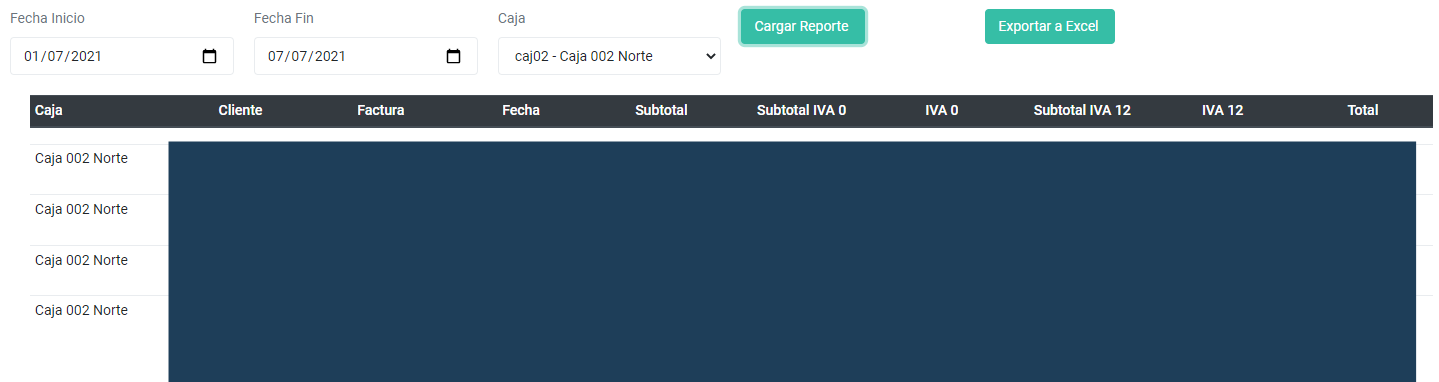 Fecha Inicio Fecha Fin Caja Cargar Reporte Exportar a Excel
01/07/2021 07/07/2021 caj02 - Caja 002 Norte
Caja Cliente Factura Fecha Subtotal Subtotal IVA 0 IVA 0 Subtotal IVA 12 IVA 12 Total
Caja 002 Norte
Caja 002 Norte
Caja 002 Norte
Caja 002 Norte